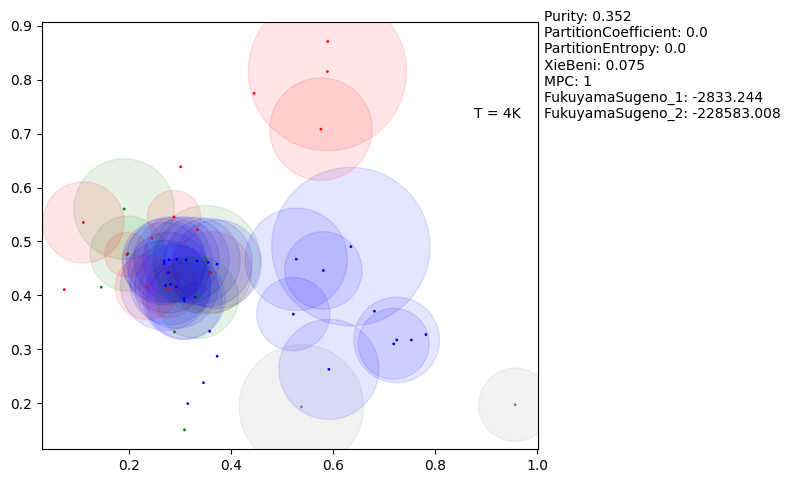 Purity: 0.352
PartitionCoefficient: 0.0
PartitionEntropy: 0.0
XieBeni: 0.075
MPC: 1
FukuyamaSugeno_1: -2833.244
FukuyamaSugeno_2: -228583.008
T = 4K
0.9
0.8
0.7
0.6
0.5
0.4
0.3
0.2
0.2 0.4 0.6 0.8 1.0